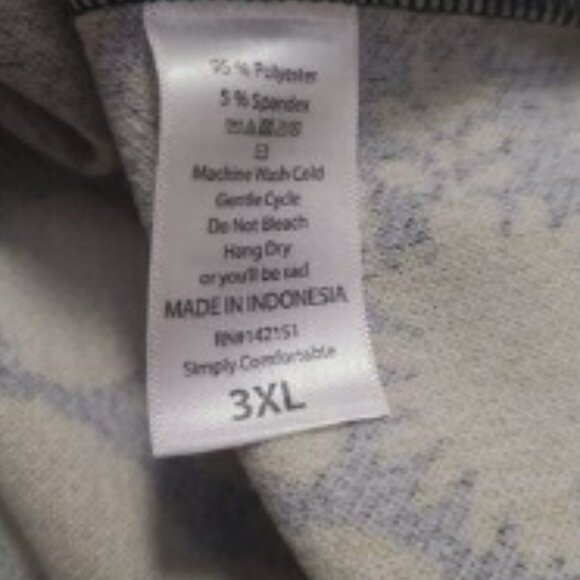 95 % Polyester
5 % Spandex
Machine Wash Cold
Gentle Cycle
Do Not Bleach
Hang Dry
or you'll be sad
MADE IN INDONESIA
RN#142151
Simply Comfortable
3XL